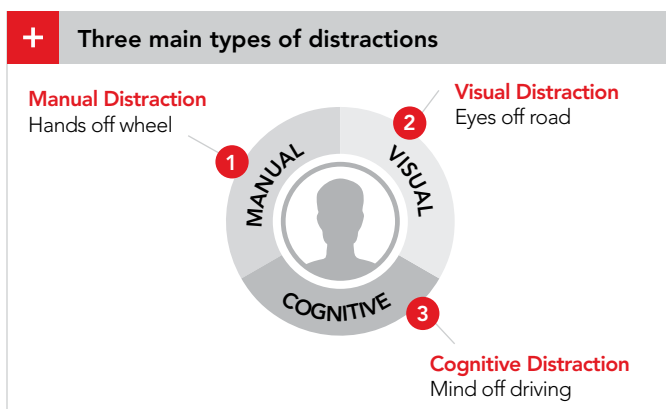 + Three main types of distractions
Manual Distraction
Hands off wheel
Visual Distraction
Eyes off road
1
2
MANUAL
VISUAL
COGNITIVE
3
Cognitive Distraction
Mind off driving